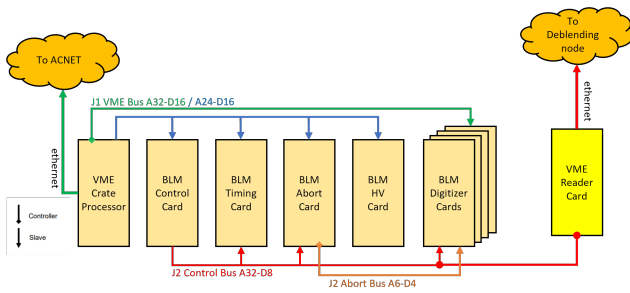 To
Deblending
node
To ACNET
ethernet
J1 VME Bus A32-D16 / A24-D16
ethernet
VME
Crate
Processor
BLM
Control
Card
BLM
Timing
Card
BLM
Abort
Card
BLM
HV
Card
BLM
Digitizer
Cards
VME
Reader
Card
Controller
Slave
J2 Control Bus A32-D8
J2 Abort Bus A6-D4